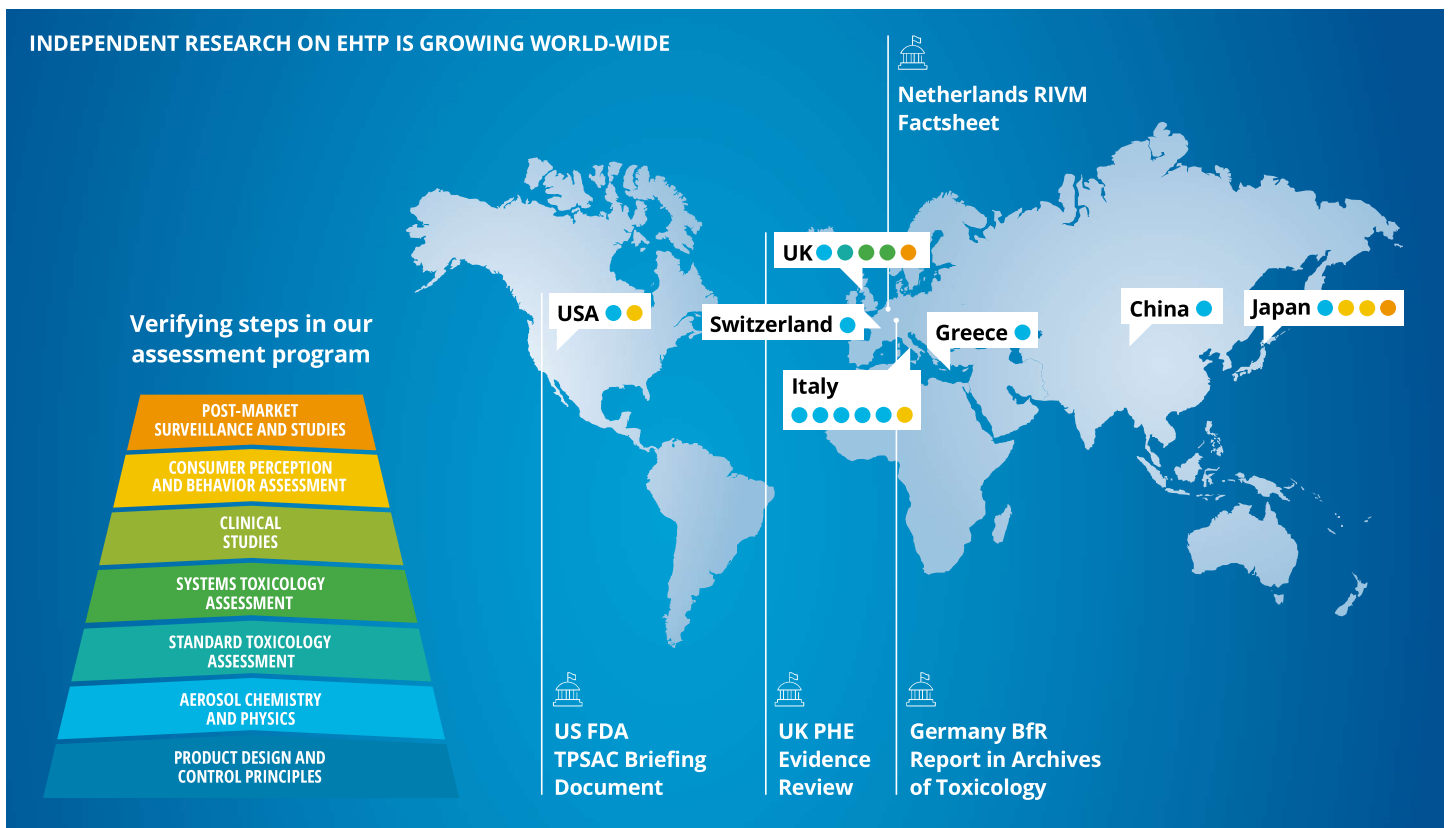 INDEPENDENT RESEARCH ON EHTP IS GROWING WORLD-WIDE
Netherlands RIVM
Factsheet
UK
USA
Switzerland
Greece
China
Japan
Italy
Verifying steps in our
assessment program
POST-MARKET
SURVEILLANCE AND STUDIES
CONSUMER PERCEPTION
AND BEHAVIOR ASSESSMENT
CLINICAL
STUDIES
SYSTEMS TOXICOLOGY
ASSESSMENT
STANDARD TOXICOLOGY
ASSESSMENT
AEROSOL CHEMISTRY
AND PHYSICS
PRODUCT DESIGN AND
CONTROL PRINCIPLES
US FDA
TPSAC Briefing
Document
UK PHE
Evidence
Review
Germany BfR
Report in Archives
of Toxicology